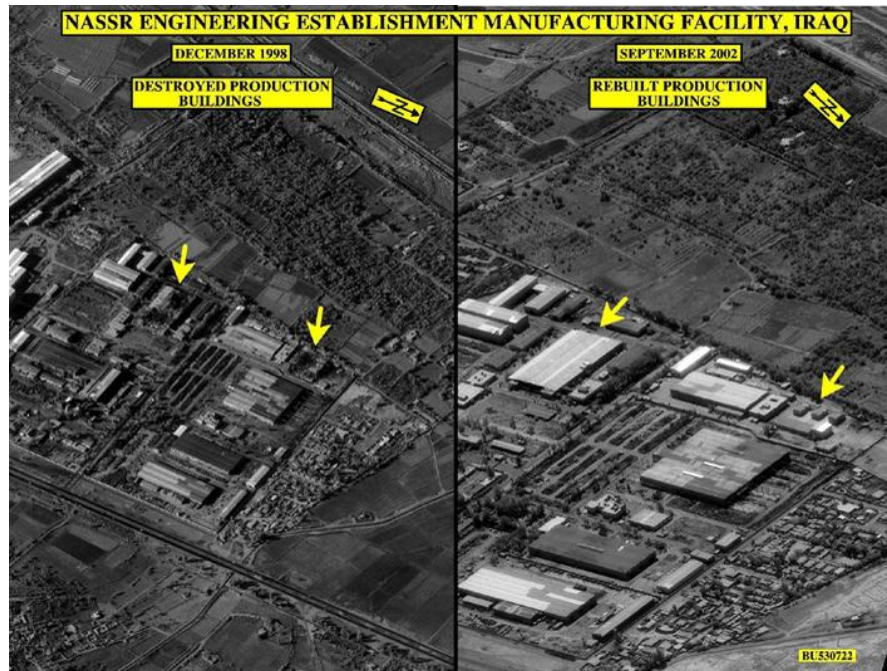 NASSR ENGINEERING ESTABLISHMENT MANUFACTURING FACILITY, IRAQ
DECEMBER 1998
DESTROYED PRODUCTION
BUILDINGS
N
SEPTEMBER 2002
REBUILT PRODUCTION
BUILDINGS
N
BU530722